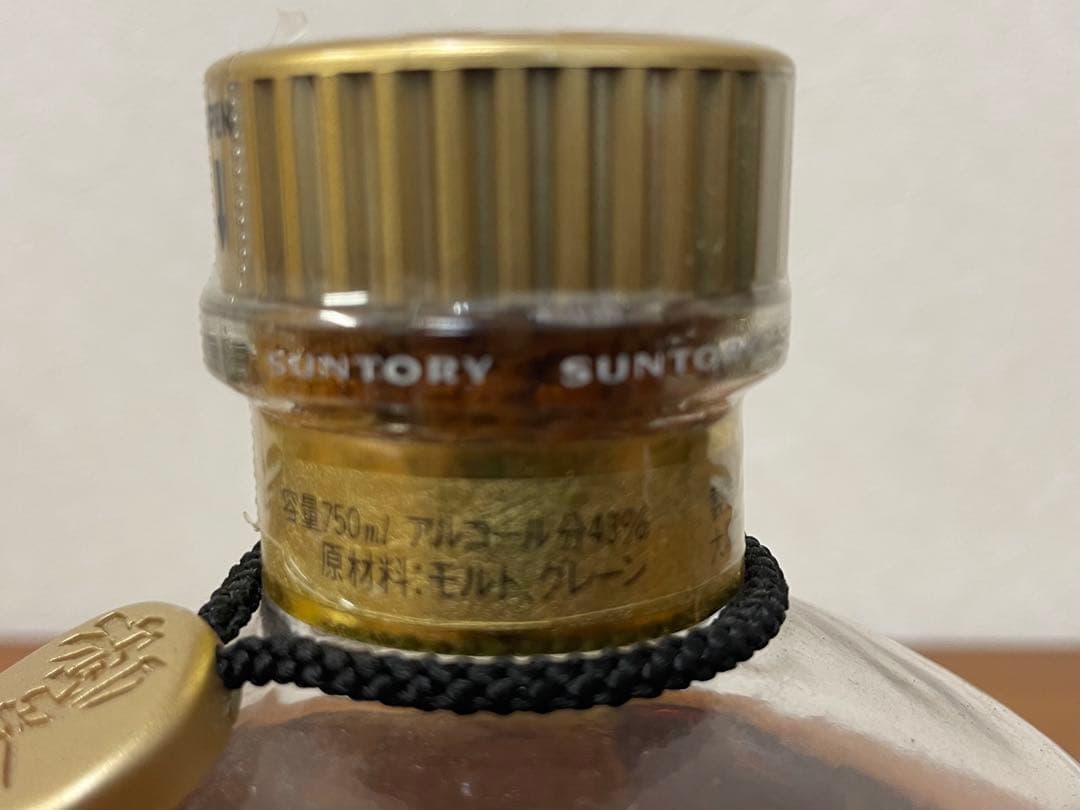 SUNTORY SUNTORY
容量750ml アルコール分43%
原材料:モルト、グレーン